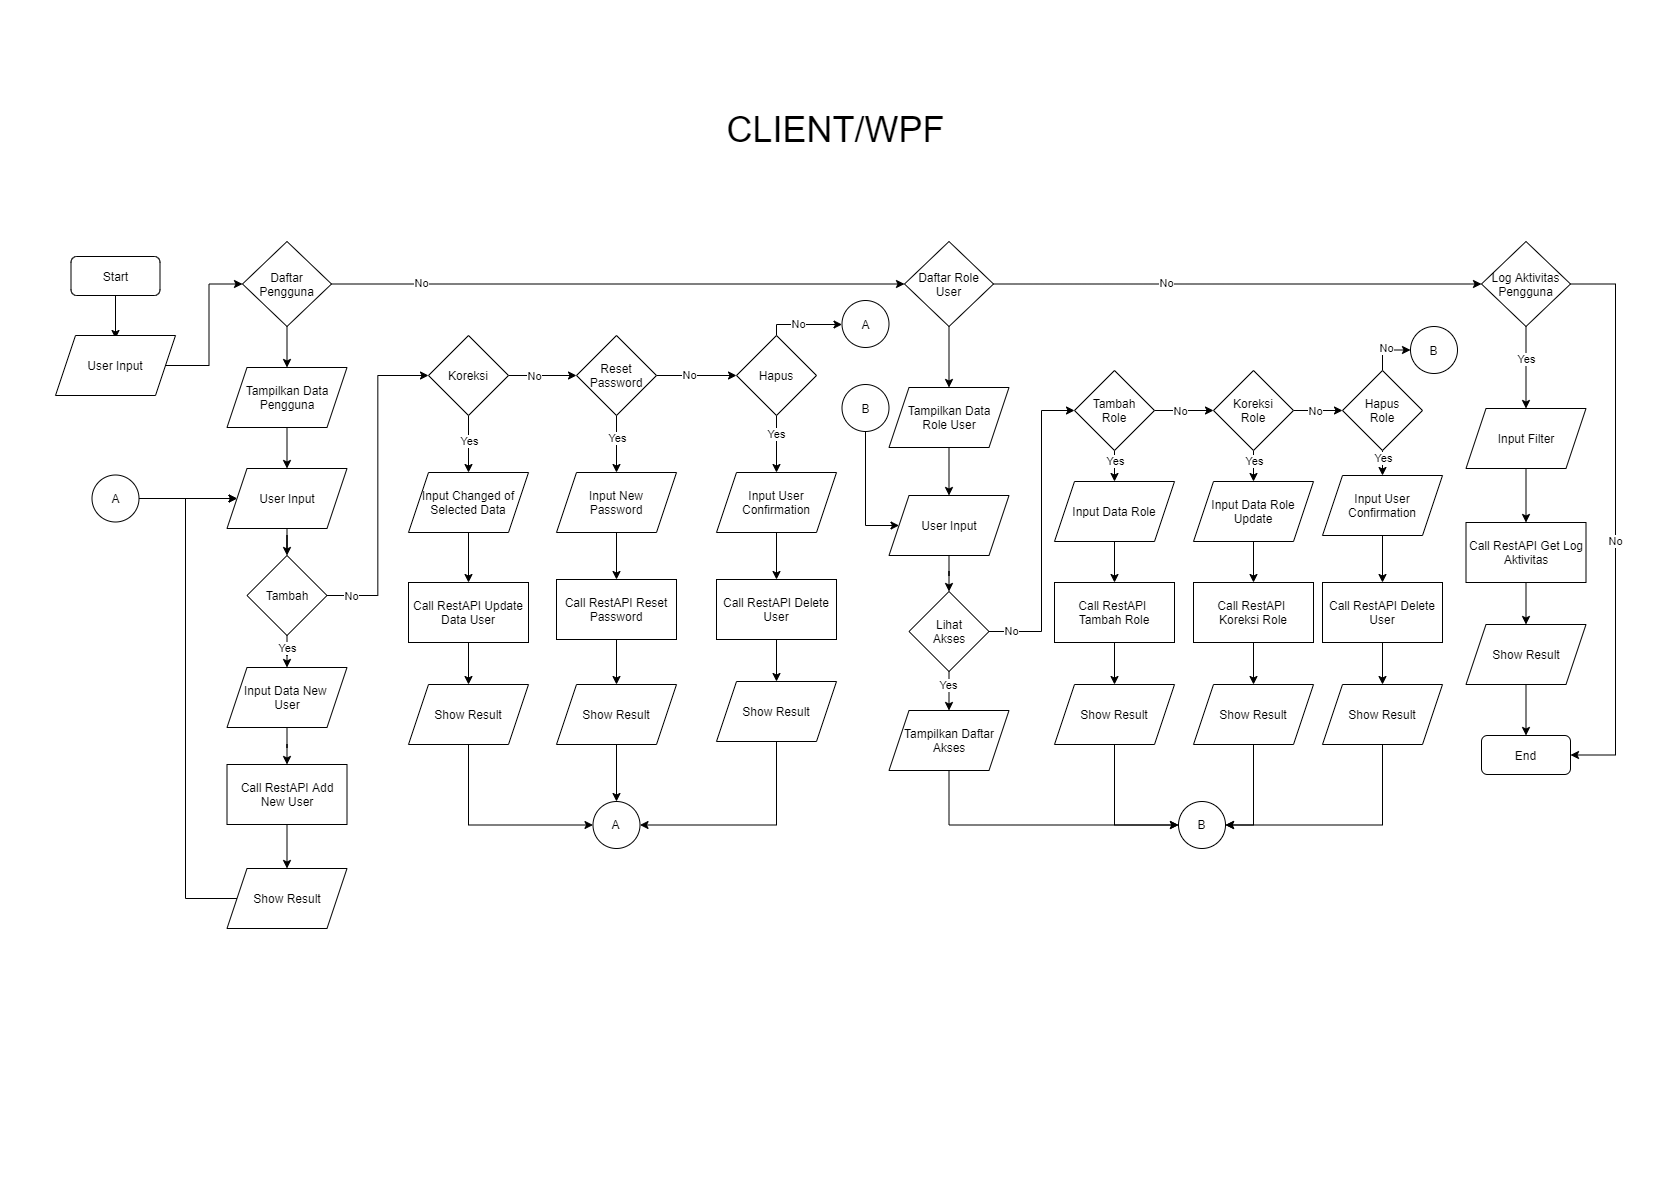 CLIENT/WPF
Start
User Input
Daftar
Pengguna
No
Tampilkan Data
Pengguna
User Input
A
Tambah
No
Yes
Input Data New
User
Call RestAPI Add
New User
Show Result
Koreksi
No
Yes
Input Changed of
Selected Data
Call RestAPI Update
Data User
Show Result
Reset
Password
No
Yes
Input New
Password
Call RestAPI Reset
Password
Show Result
A
Hapus
No
A
Yes
Input User
Confirmation
Call RestAPI Delete
User
Show Result
Daftar Role
User
No
B
Tampilkan Data
Role User
User Input
Lihat
Akses
No
Yes
Tampilkan Daftar
Akses
Tambah
Role
No
Yes
Input Data Role
Call RestAPI
Tambah Role
Show Result
Koreksi
Role
No
Yes
Input Data Role
Update
Call RestAPI
Koreksi Role
Show Result
B
Hapus
Role
No
B
Yes
Input User
Confirmation
Call RestAPI Delete
User
Show Result
Log Aktivitas
Pengguna
Yes
No
Input Filter
Call RestAPI Get Log
Aktivitas
Show Result
End